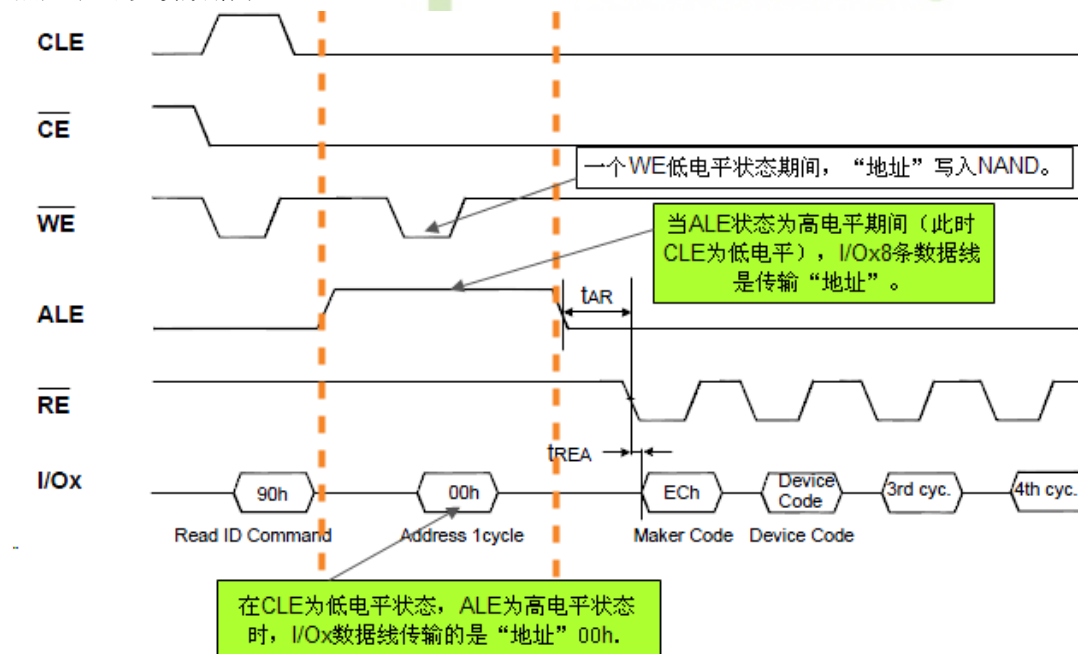 CLE
CE
一个WE低电平状态期间，“地址”写入NAND。
WE
当ALE状态为高电平期间（此时
CLE为低电平），I/Ox8条数据线
是传输“地址”。
ALE
tAR
RE
tREA
I/Ox
90h
00h
ECh
Device
Code
3rd cyc.
4th cyc.
Read ID Command
Address 1cycle
Maker Code
Device Code
在CLE为低电平状态，ALE为高电平状态
时，I/Ox数据线传输的是“地址”00h.